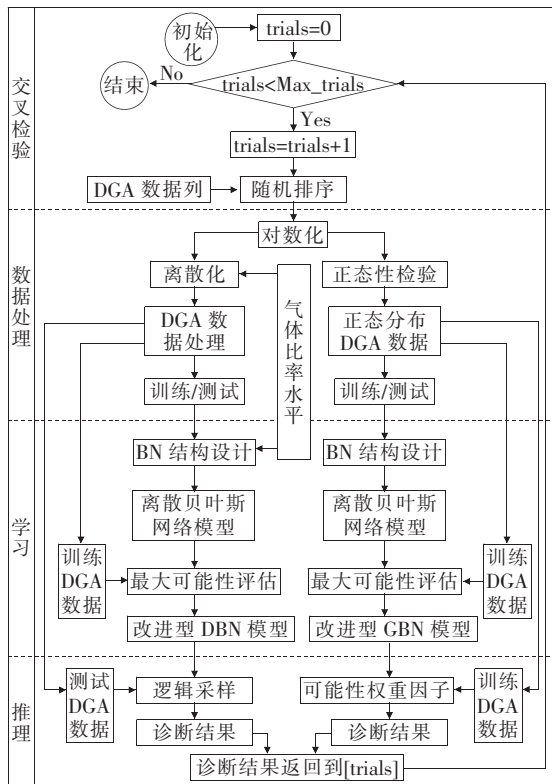 初始
化
trials=0
交叉检验
结束
No
trials<Max_trials
Yes
trials=trials+1
DGA 数据列
随机排序
数据处理
对数化
离散化
正态性检验
气体比率水平
DGA 数
据处理
正态分布
DGA 数据
训练/测试
训练/测试
学习
BN 结构设计
BN 结构设计
离散贝叶斯
网络模型
离散贝叶斯
网络模型
训练
DGA
数据
最大可能性评估
最大可能性评估
训练
DGA
数据
改进型 DBN 模型
改进型 GBN 模型
推理
测试
DGA
数据
逻辑采样
可能性权重因子
训练
DGA
数据
诊断结果
诊断结果
诊断结果返回到[trials]